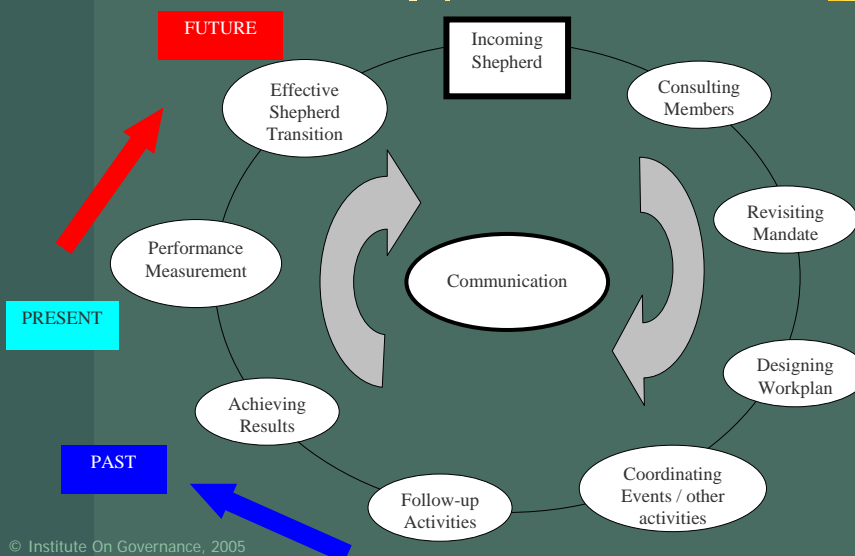 FUTURE
Incoming
Shepherd
Effective
Shepherd
Transition
Consulting
Members
Revisiting
Mandate
Performance
Measurement
Communication
PRESENT
Designing
Workplan
Achieving
Results
PAST
Coordinating
Events / other
activities
Follow-up
Activities
© Institute On Governance, 2005